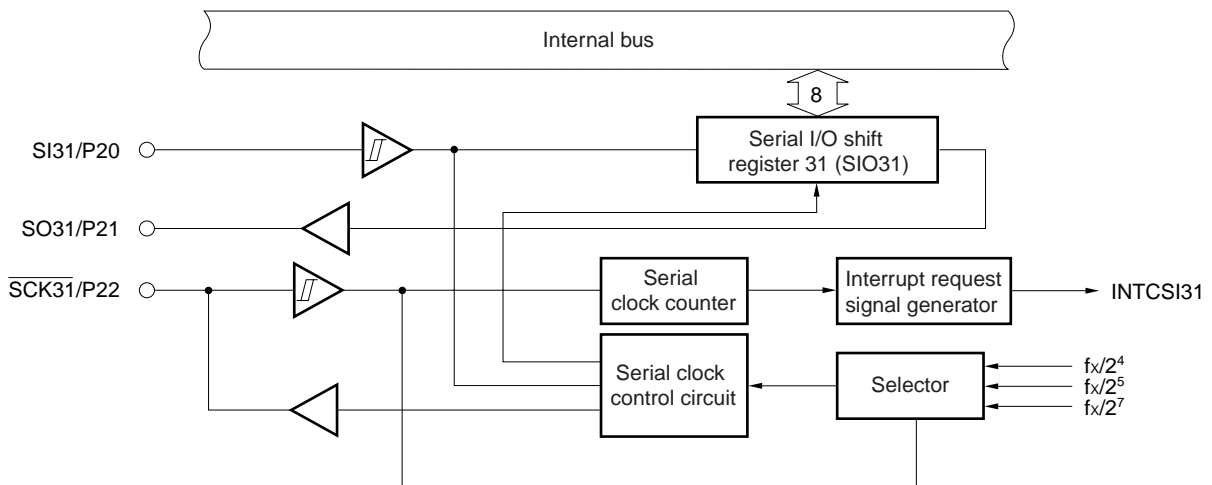 Internal bus
8
SI31/P20
Serial I/O shift
register 31 (SIO31)
SO31/P21
SCK31/P22
Serial
clock counter
Interrupt request
signal generator
INTCSI31
Serial clock
control circuit
Selector
fX/2⁴
fX/2⁵
fX/2⁷